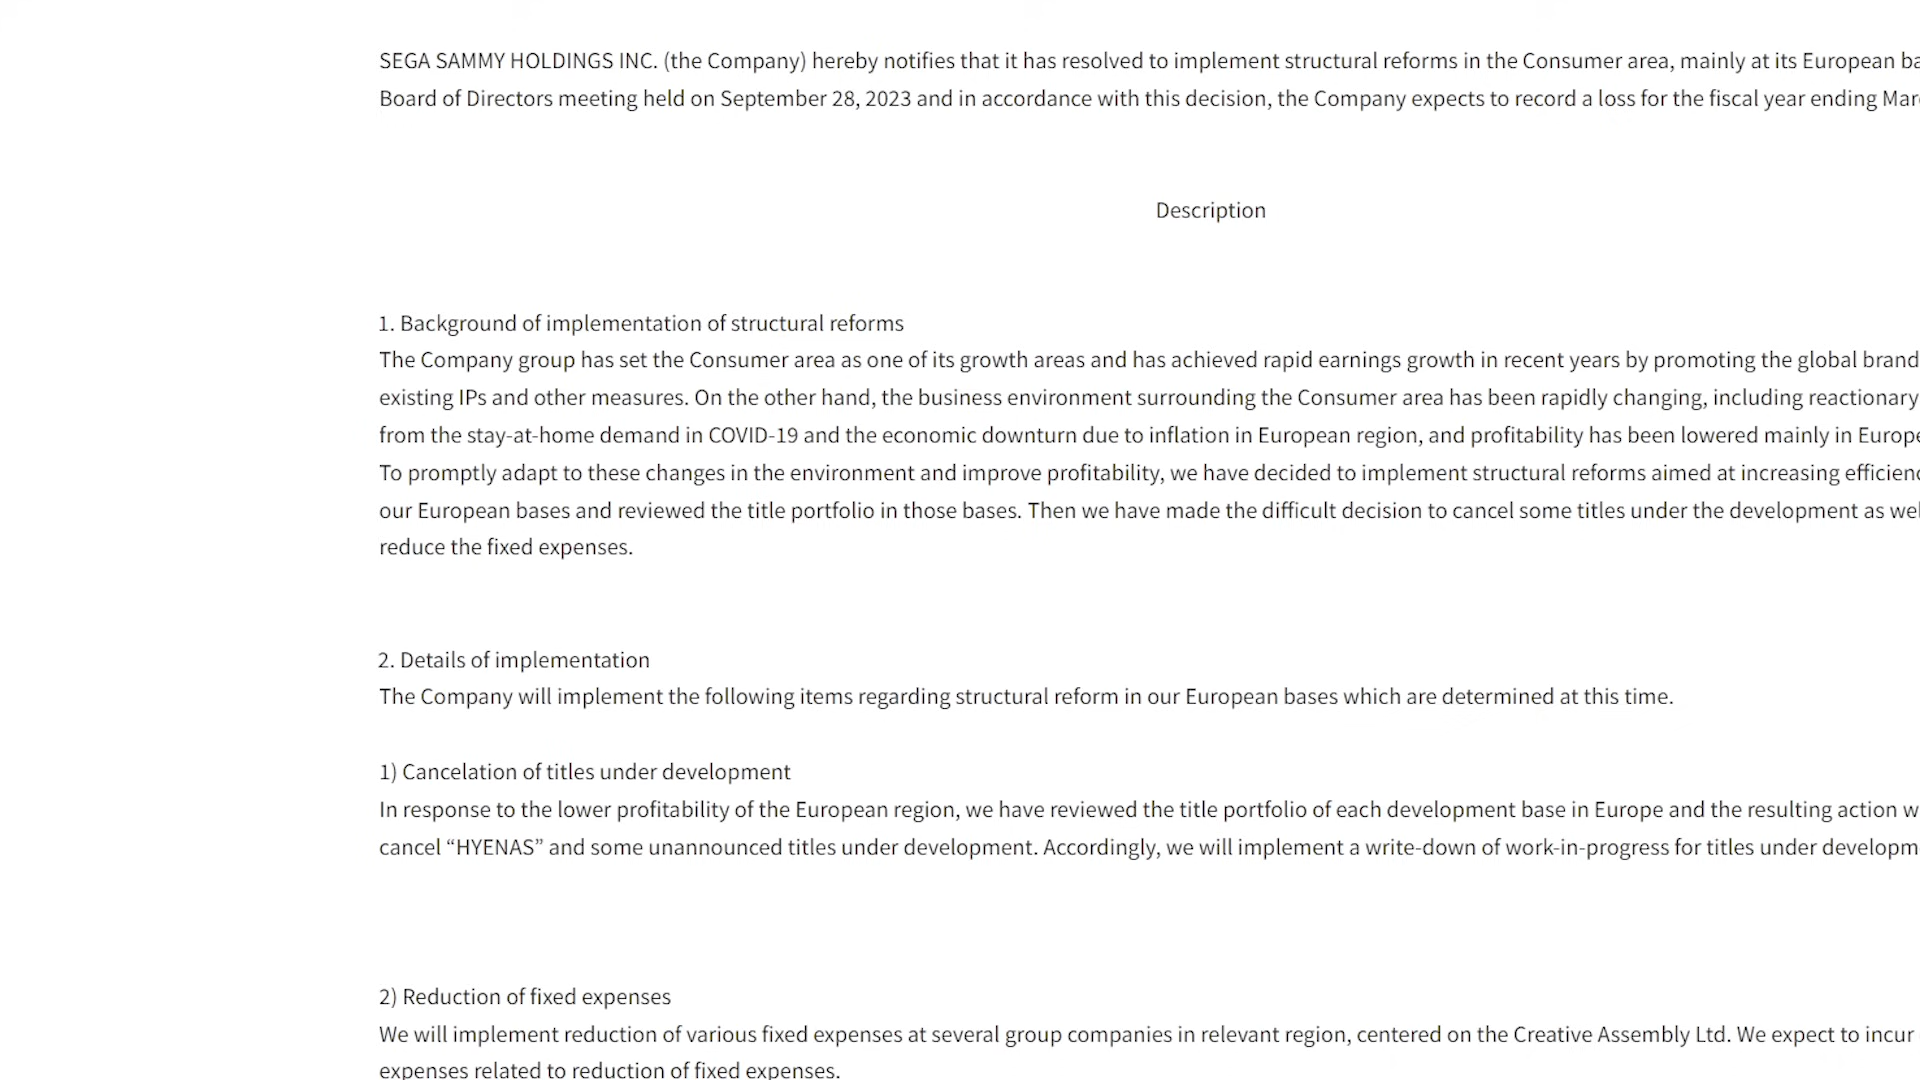 SEGA SAMMY HOLDINGS INC. (the Company) hereby notifies that it has resolved to implement structural reforms in the Consumer area, mainly at its European
Board of Directors meeting held on September 28, 2023 and in accordance with this decision, the Company expects to record a loss for the fiscal year ending
Description
1. Background of implementation of structural reforms
The Company group has set the Consumer area as one of its growth areas and has achieved rapid earnings growth in recent years by promoting the global brand
existing IPs and other measures. On the other hand, the business environment surrounding the Consumer area has been rapidly changing, including reactionary
from the stay-at-home demand in COVID-19 and the economic downturn due to inflation in European region, and profitability has been lowered mainly in
To promptly adapt to these changes in the environment and improve profitability, we have decided to implement structural reforms aimed at increasing
our European bases and reviewed the title portfolio in those bases. Then we have made the difficult decision to cancel some titles under the development as
reduce the fixed expenses.
2. Details of implementation
The Company will implement the following items regarding structural reform in our European bases which are determined at this time.
1) Cancelation of titles under development
In response to the lower profitability of the European region, we have reviewed the title portfolio of each development base in Europe and the resulting action
cancel “HYENAS” and some unannounced titles under development. Accordingly, we will implement a write-down of work-in-progress for titles under
2) Reduction of fixed expenses
We will implement reduction of various fixed expenses at several group companies in relevant region, centered on the Creative Assembly Ltd. We expect to incur
expenses related to reduction of fixed expenses.